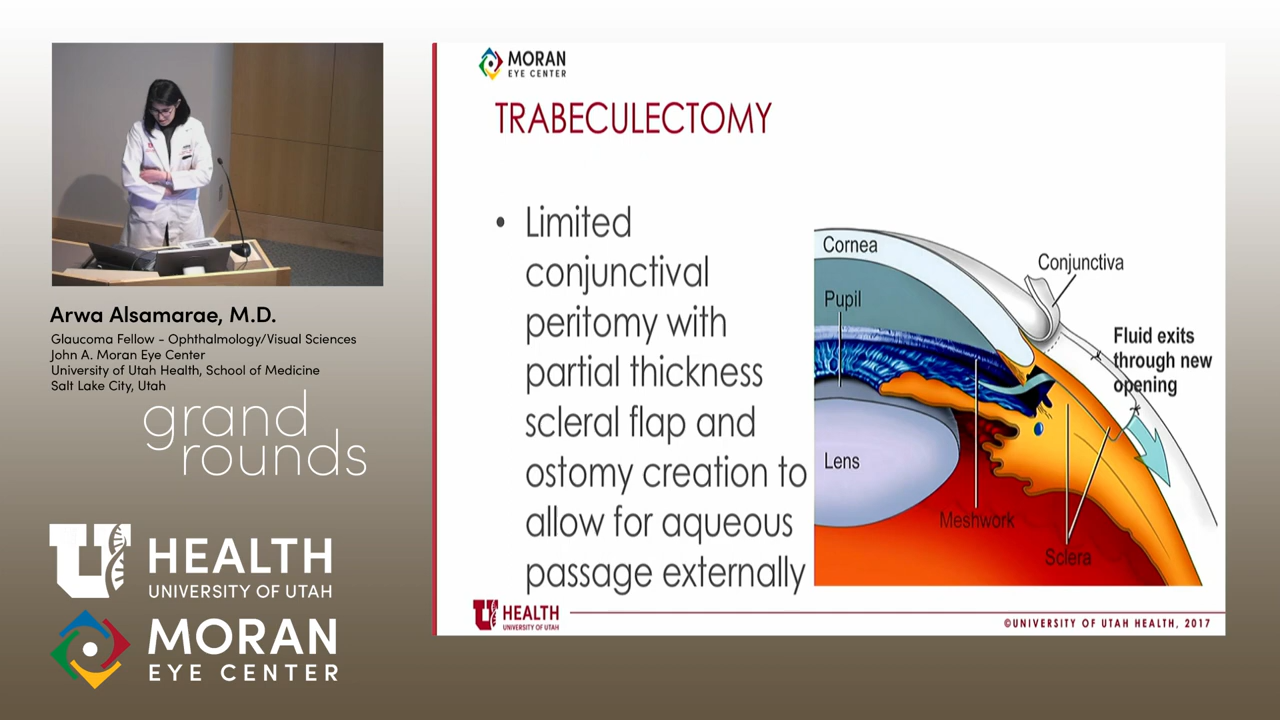 Arwa Alsamarae, M.D.
Glaucoma Fellow - Ophthalmology/Visual Sciences
John A. Moran Eye Center
University of Utah Health, School of Medicine
Salt Lake City, Utah
grand
rounds
U
HEALTH
UNIVERSITY OF UTAH
MORAN
EYE CENTER
MORAN
EYE CENTER
TRABECULECTOMY
• Limited
conjunctival
peritomy with
partial thickness
scleral flap and
ostomy creation to
allow for aqueous
passage externally
Cornea
Conjunctiva
Pupil
Fluid exits
through new
opening
Lens
Meshwork
Sclera
U
HEALTH
UNIVERSITY OF UTAH
©UNIVERSITY OF UTAH HEALTH, 2017